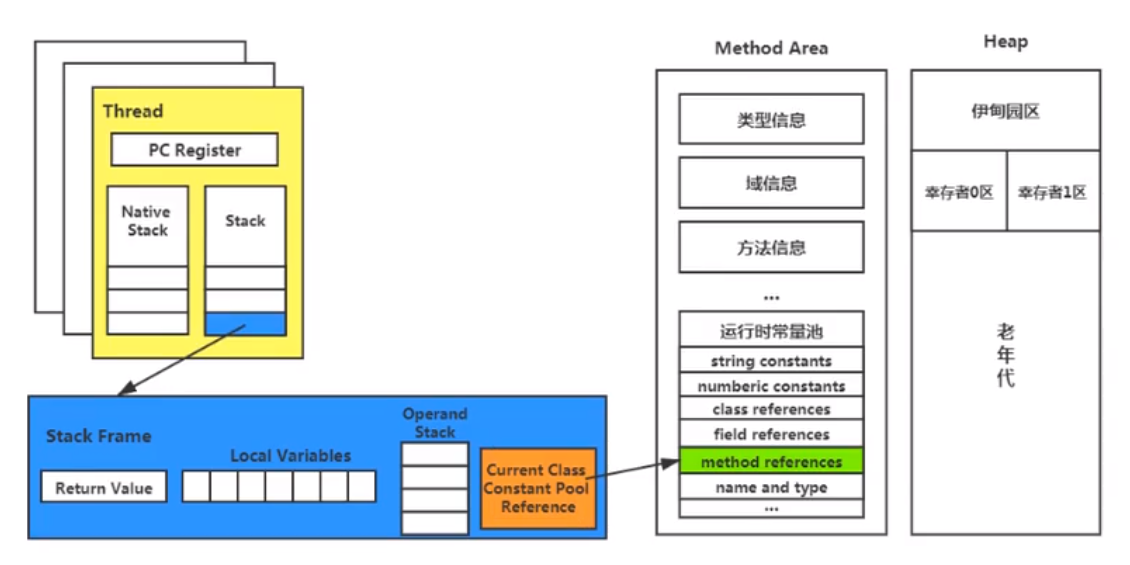 Thread
PC Register
Native
Stack
Stack
Stack Frame
Return Value
Local Variables
Operand
Stack
Current Class
Constant Pool
Reference
Method Area
类型信息
域信息
方法信息
...
运行时常量池
string constants
numberic constants
class references
field references
method references
name and type
...
Heap
伊甸园区
幸存者0区
幸存者1区
老
年
代